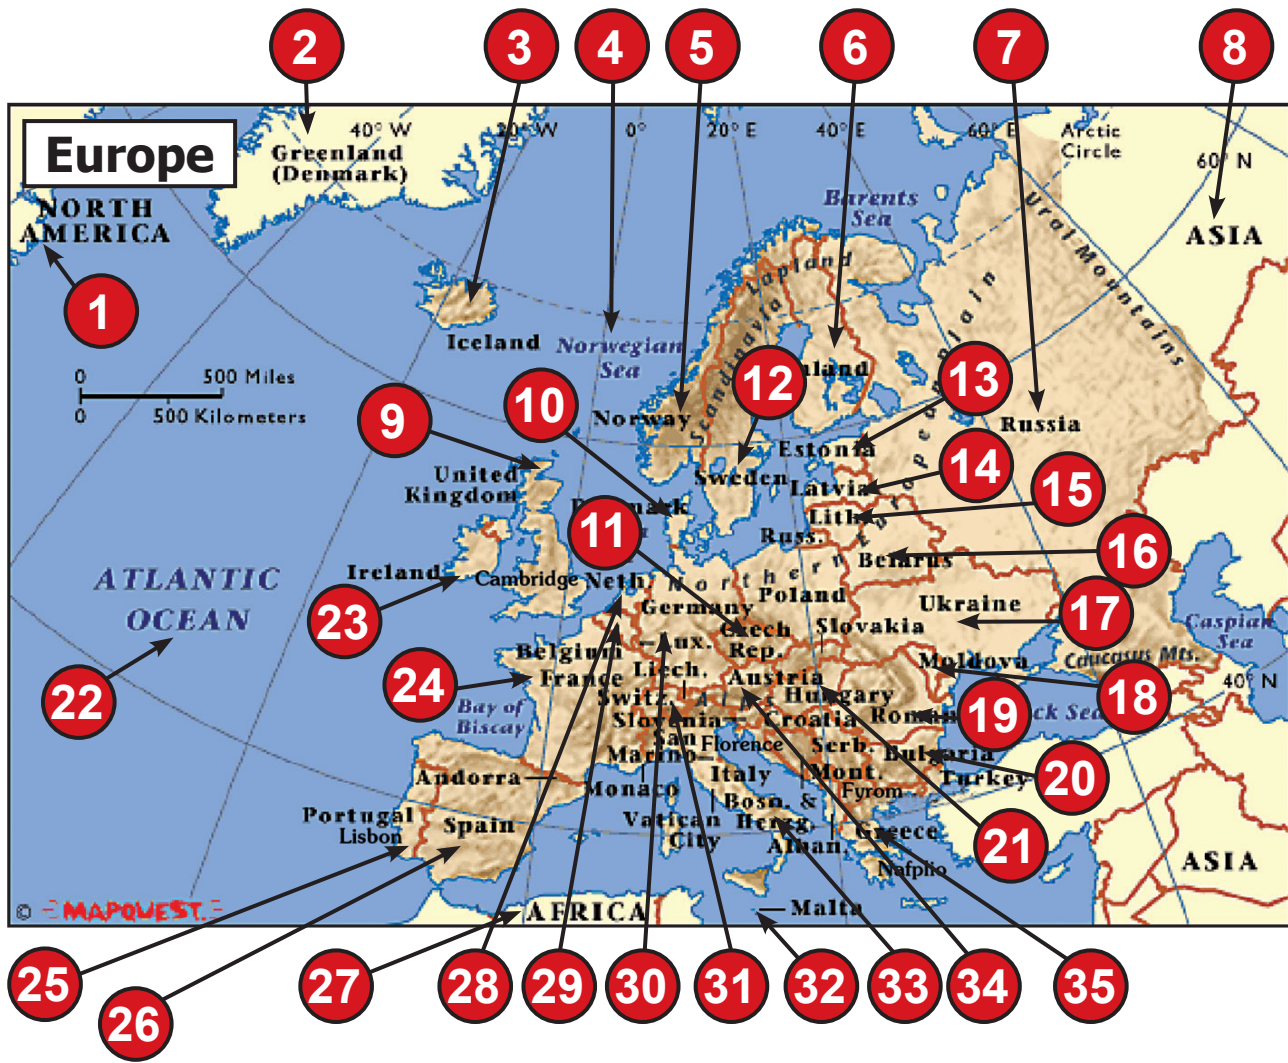 2
3
4
5
6
7
8
Europe
40° W
20° W
0°
20° E
40° E
60° E
Arctic
Circle
60° N
Greenland
(Denmark)
NORTH
AMERICA
Barents
Sea
Ural Mountains
ASIA
Lapland
Scandinavia
1
Iceland
Norwegian
Sea
0
500 Miles
0
500 Kilometers
12
13
10
9
Norway
Russia
European Plain
Estonia
14
United
Kingdom
Sweden
Latvia
15
11
Lith.
Russ.
16
Belarus
ATLANTIC
OCEAN
Ireland
Cambridge
Neth.
Northern
Poland
Germany
Ukraine
17
23
Caspian
Sea
Czech
Rep.
Slovakia
Belgium
Lux.
Moldova
Caucasus Mts.
22
24
France
Liech.
Austria
18
40° N
Switz.
Hungary
Bay of
Biscay
Slovenia
Croatia
19
San
Marino
Florence
Serb.
Bulgaria
Andorra
Monaco
Italy
Mont.
Fyrom
Turkey
20
Portugal
Lisbon
Spain
Vatican
City
Bosn. &
Herzg.
Alban.
Greece
21
Nafplio
ASIA
© MAPQUEST
AFRICA
Malta
25
26
27
28
29
30
31
32
33
34
35